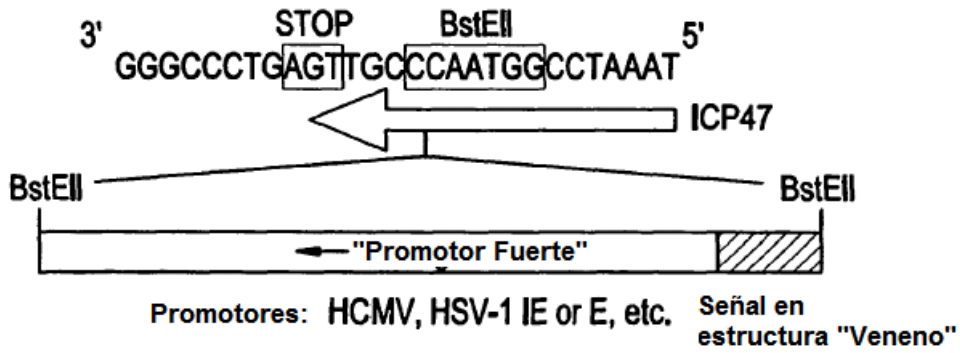 STOP BstEII
3' 5'
GGGCCCTGAGTTGCCCAATGGCCTAAAT
ICP47
BstEII BstEII
"Promotor Fuerte"
Promotores: HCMV, HSV-1 IE or E, etc.
Señal en
estructura "Veneno"